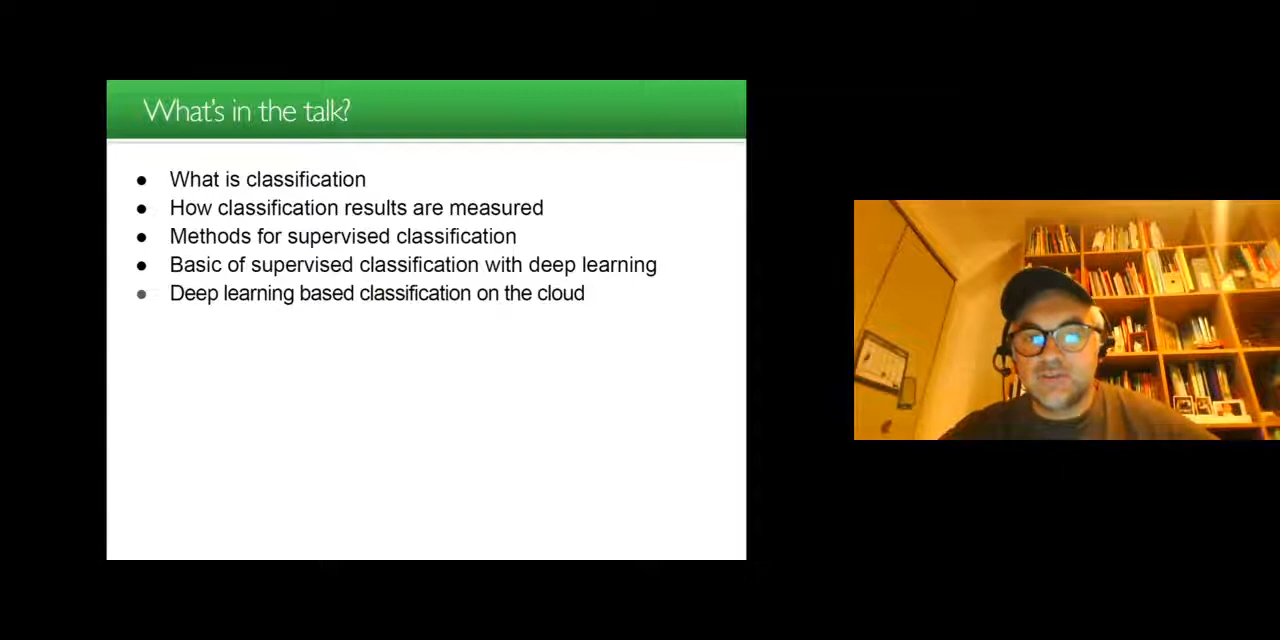 What's in the talk?
● What is classification
● How classification results are measured
● Methods for supervised classification
● Basic of supervised classification with deep learning
● Deep learning based classification on the cloud